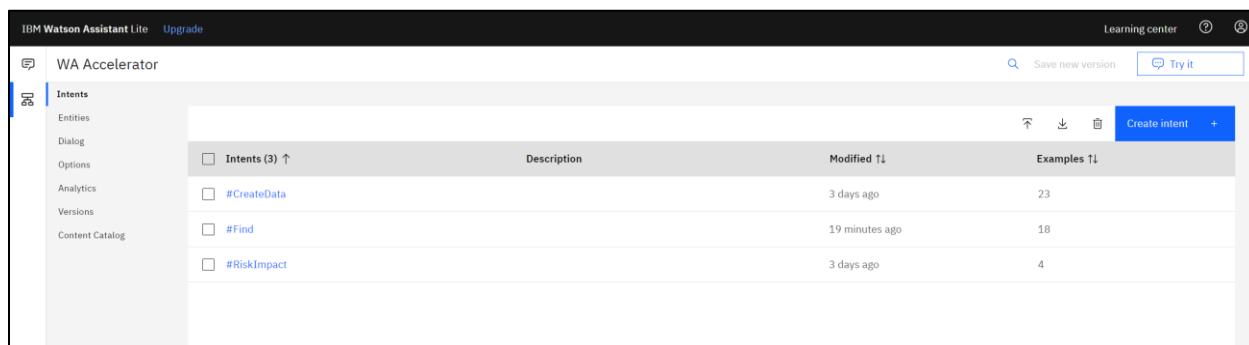 IBM Watson Assistant Lite Upgrade Learning center
WA Accelerator Save new version Try it
Intents
Entities
Dialog
Options
Analytics
Versions
Content Catalog
Create intent +
Intents (3) ↑ Description Modified ↑↓ Examples ↑↓
#CreateData 3 days ago 23
#Find 19 minutes ago 18
#RiskImpact 3 days ago 4